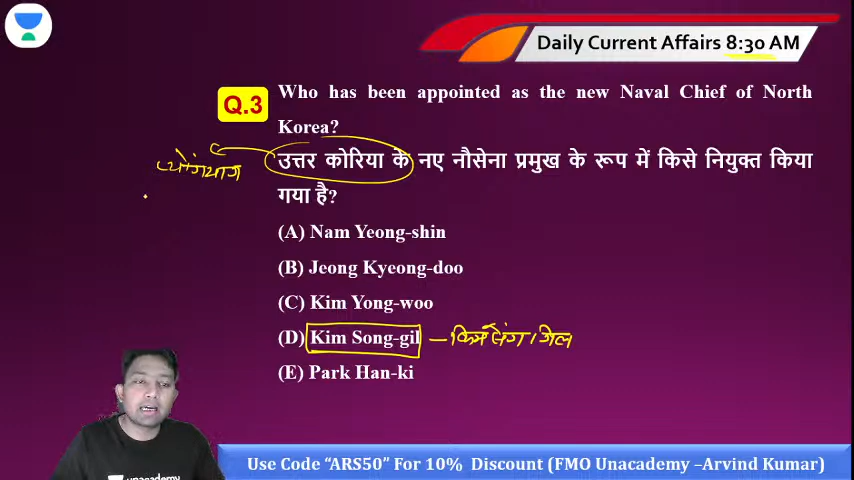 Daily Current Affairs 8:30 AM
Q.3
Who has been appointed as the new Naval Chief of North
Korea?
उत्तर कोरिया के नए नौसेना प्रमुख के रूप में किसे नियुक्त किया
गया है?
प्योंगयांग
(A) Nam Yeong-shin
(B) Jeong Kyeong-doo
(C) Kim Yong-woo
(D) Kim Song-gil – किम सोंग गिल
(E) Park Han-ki
unacademy
Use Code “ARS50” For 10% Discount (FMO Unacademy –Arvind Kumar)